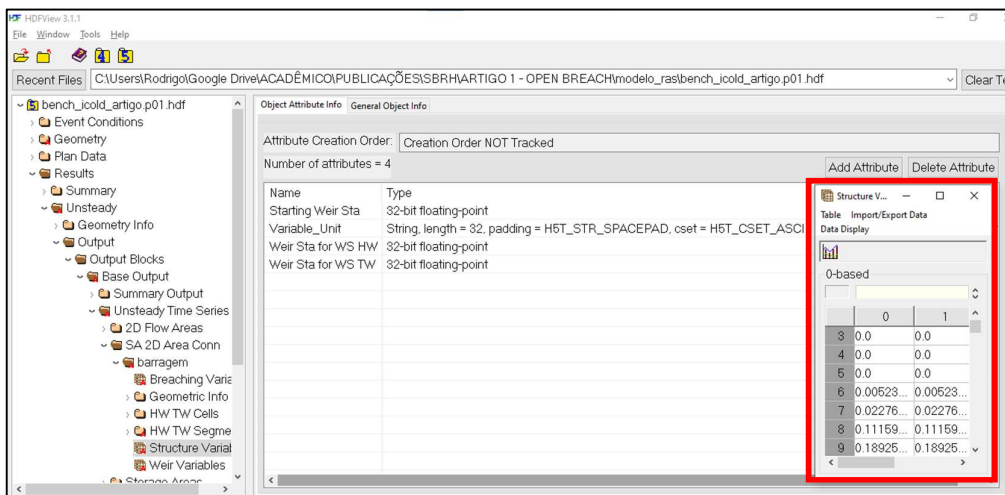 HDFView 3.1.1
File Window Tools Help
Recent Files C:\Users\Rodrigo\Google Drive\ACADÊMICO\PUBLICAÇÕES\SBRH\ARTIGO 1 - OPEN BREACH\modelo_ras\bench_icold_artigo.p01.hdf Clear Te
bench_icold_artigo.p01.hdf
Event Conditions
Geometry
Plan Data
Results
Summary
Unsteady
Geometry Info
Output
Output Blocks
Base Output
Summary Output
Unsteady Time Series
2D Flow Areas
SA 2D Area Conn
barragem
Breaching Varia
Geometric Info
HW TW Cells
HW TW Segme
Structure Varial
Weir Variables
Storage Areas
Object Attribute Info General Object Info
Attribute Creation Order: Creation Order NOT Tracked
Number of attributes = 4 Add Attribute Delete Attribute
Name Type
Starting Weir Sta 32-bit floating-point
Variable_Unit String, length = 32, padding = H5T_STR_SPACEPAD, cset = H5T_CSET_ASCI
Weir Sta for WS HW 32-bit floating-point
Weir Sta for WS TW 32-bit floating-point
Structure V...
Table Import/Export Data
Data Display
0-based
0 1
3 0.0 0.0
4 0.0 0.0
5 0.0 0.0
6 0.00523... 0.00523...
7 0.02276... 0.02276...
8 0.11159... 0.11159...
9 0.18925... 0.18925...